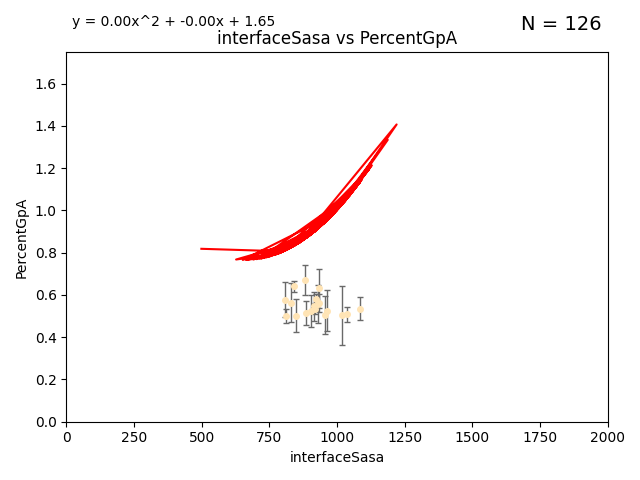 y = 0.00x^2 + -0.00x + 1.65
N = 126
interfaceSasa vs PercentGpA
PercentGpA
1.6
1.4
1.2
1.0
0.8
0.6
0.4
0.2
0.0
0 250 500 750 1000 1250 1500 1750 2000
interfaceSasa